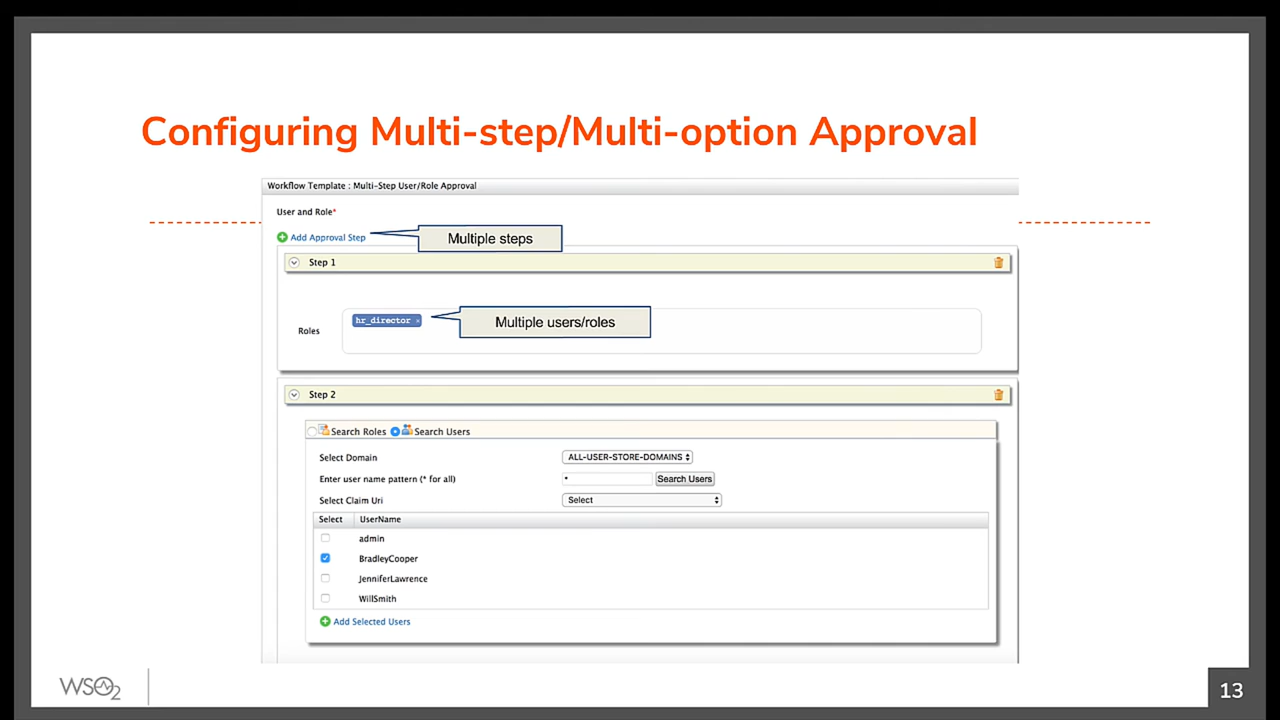 Configuring Multi-step/Multi-option Approval
Workflow Template : Multi-Step User/Role Approval
User and Role*
Add Approval Step
Multiple steps
Step 1
Roles
hr_director ×
Multiple users/roles
Step 2
Search Roles Search Users
Select Domain ALL-USER-STORE-DOMAINS
Enter user name pattern (* for all) * Search Users
Select Claim Uri Select
Select UserName
admin
BradleyCooper
JenniferLawrence
WillSmith
Add Selected Users
WSO2
13